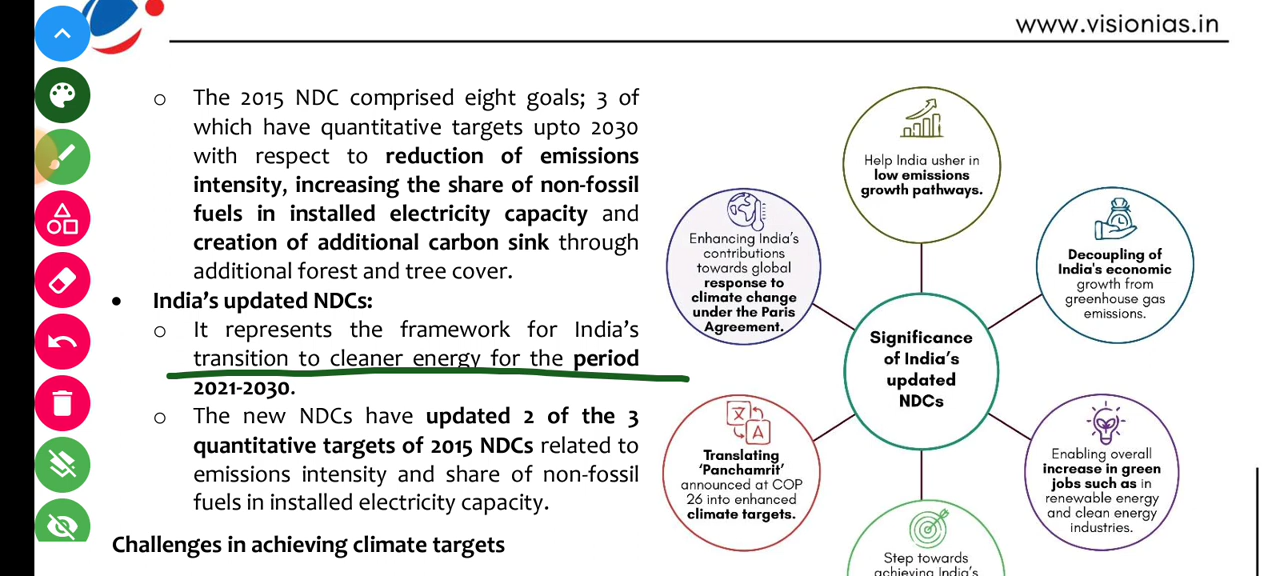 www.visionias.in
o The 2015 NDC comprised eight goals; 3 of
which have quantitative targets upto 2030
with respect to reduction of emissions
intensity, increasing the share of non-fossil
fuels in installed electricity capacity and
creation of additional carbon sink through
additional forest and tree cover.
• India's updated NDCs:
o It represents the framework for India's
transition to cleaner energy for the period
2021-2030.
o The new NDCs have updated 2 of the 3
quantitative targets of 2015 NDCs related to
emissions intensity and share of non-fossil
fuels in installed electricity capacity.
Challenges in achieving climate targets
Significance
of India's
updated
NDCs
Help India usher in
low emissions
growth pathways.
Decoupling of
India's economic
growth from
greenhouse gas
emissions.
Enabling overall
increase in green
jobs such as in
renewable energy
and clean energy
industries.
Step towards
achieving India's
Translating
'Panchamrit'
announced at COP
26 into enhanced
climate targets.
Enhancing India's
contributions
towards global
response to
climate change
under the Paris
Agreement.